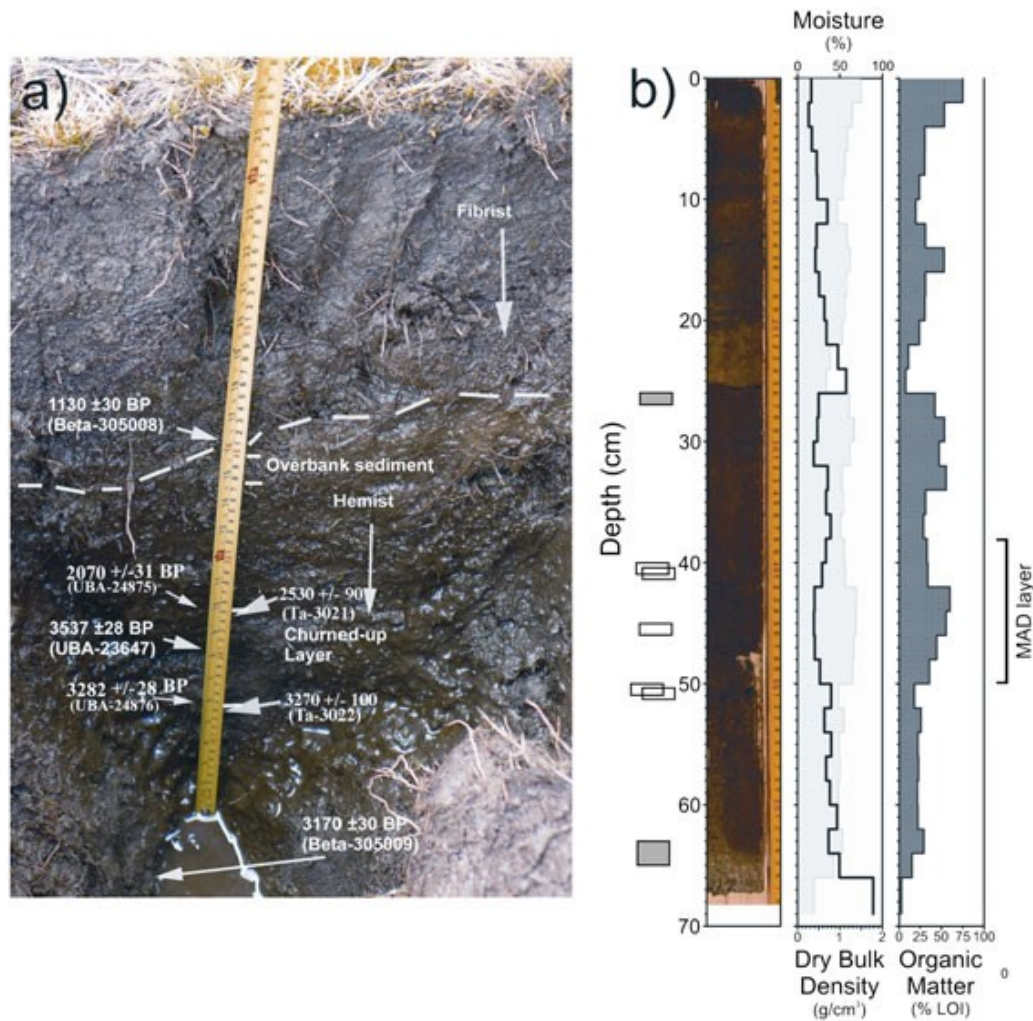 a)
Fibrist
1130 ±30 BP
(Beta-305008)
Overbank sediment
Hemist
2070 +/-31 BP
(UBA-24875)
2530 +/- 90
(Ta-3021)
3537 ±28 BP
(UBA-23647)
Churned-up
Layer
3282 +/-28 BP
(UBA-24876)
3270 +/- 100
(Ta-3022)
3170 ±30 BP
(Beta-305009)
b)
Moisture
(%)
0 50 100
Depth (cm)
0
10
20
30
40
50
60
70
MAD layer
0 1 2
Dry Bulk
Density
(g/cm³)
0 25 50 75 100
Organic
Matter
(% LOI)
0